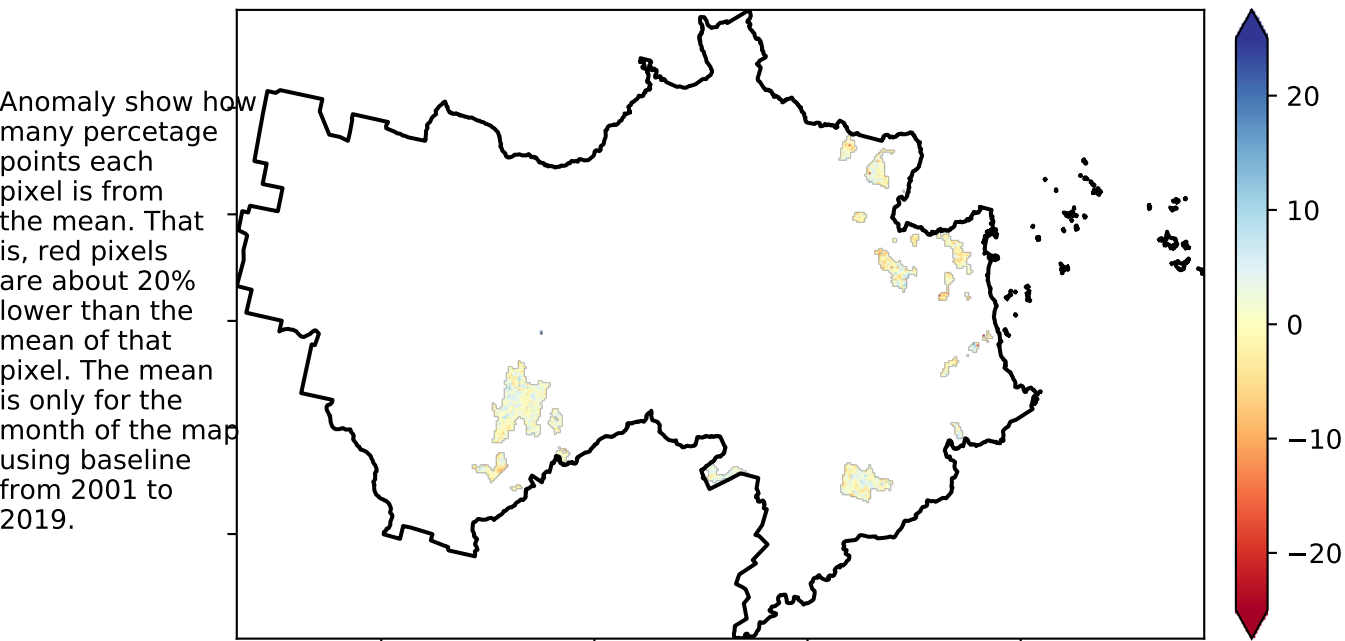 Anomaly show how
many percetage
points each
pixel is from
the mean. That
is, red pixels
are about 20%
lower than the
mean of that
pixel. The mean
is only for the
month of the map
using baseline
from 2001 to
2019.
20
10
0
−10
−20